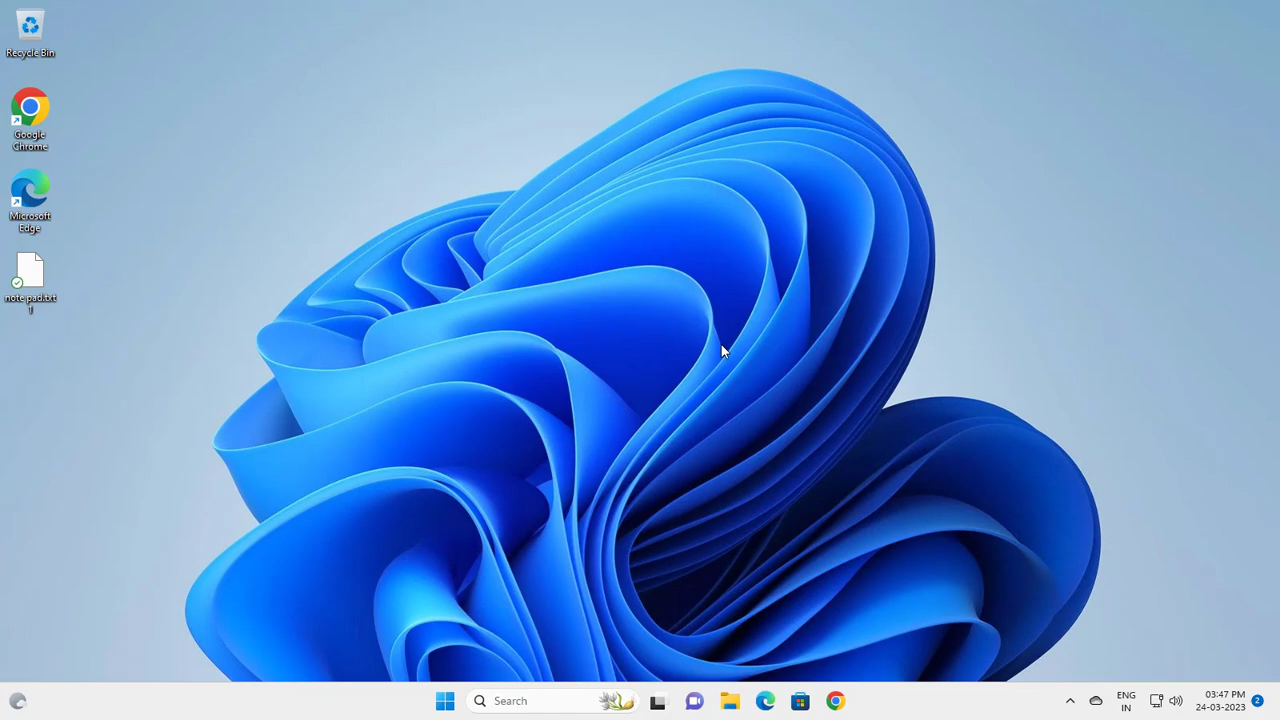 Recycle Bin
Google
Chrome
Microsoft
Edge
note pad.txt
1
Search
ENG
IN
03:47 PM
24-03-2023
2